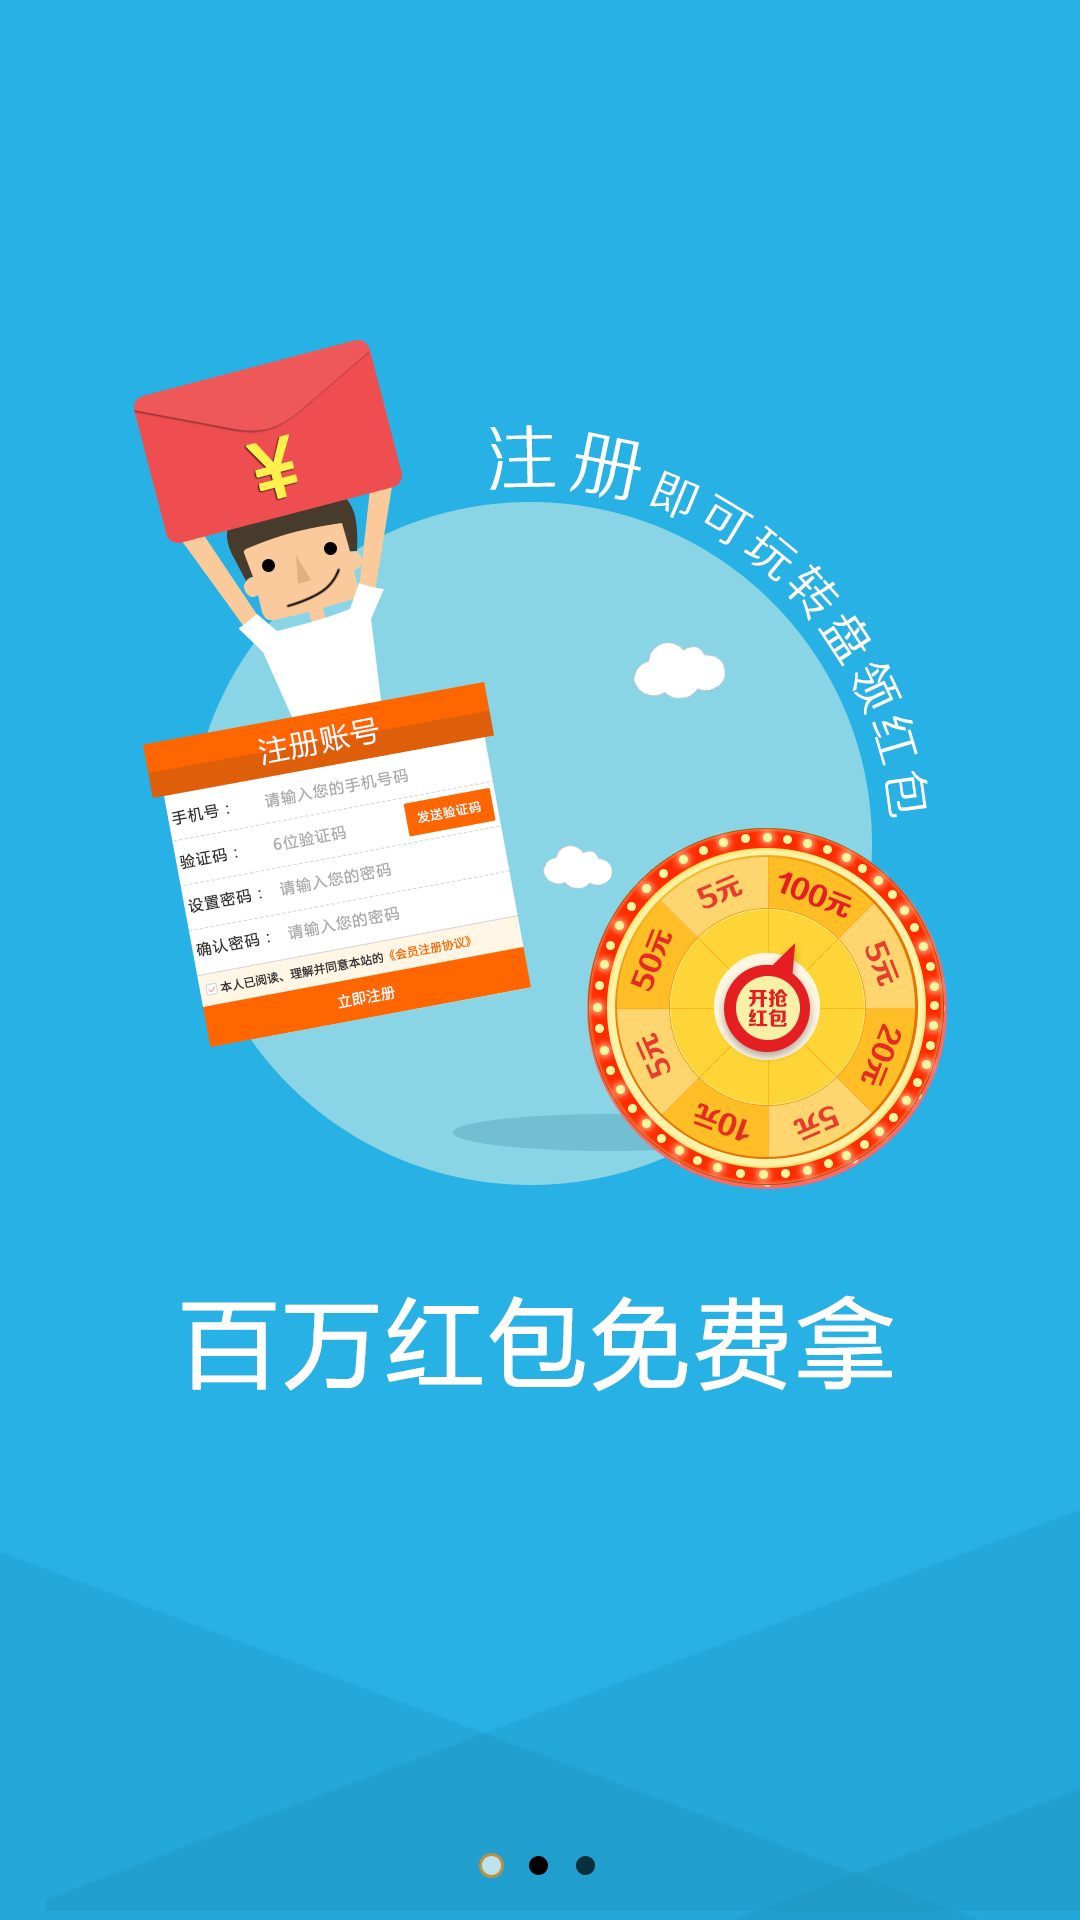 ¥
注册即可玩转盘领红包
注册账号
手机号： 请输入您的手机号码
验证码： 6位验证码 发送验证码
设置密码： 请输入您的密码
确认密码： 请输入您的密码
本人已阅读、理解并同意本站的《会员注册协议》
立即注册
100元
5元
20元
5元
10元
5元
50元
5元
开抢
红包
百万红包免费拿